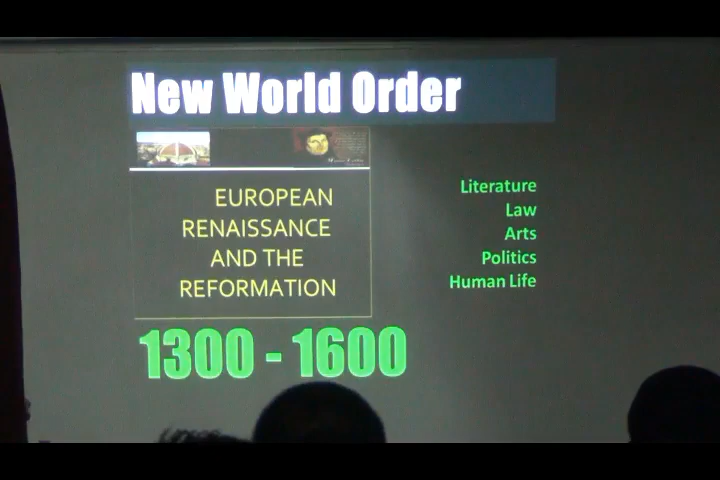 New World Order
EUROPEAN
RENAISSANCE
AND THE
REFORMATION
1300 - 1600
Literature
Law
Arts
Politics
Human Life